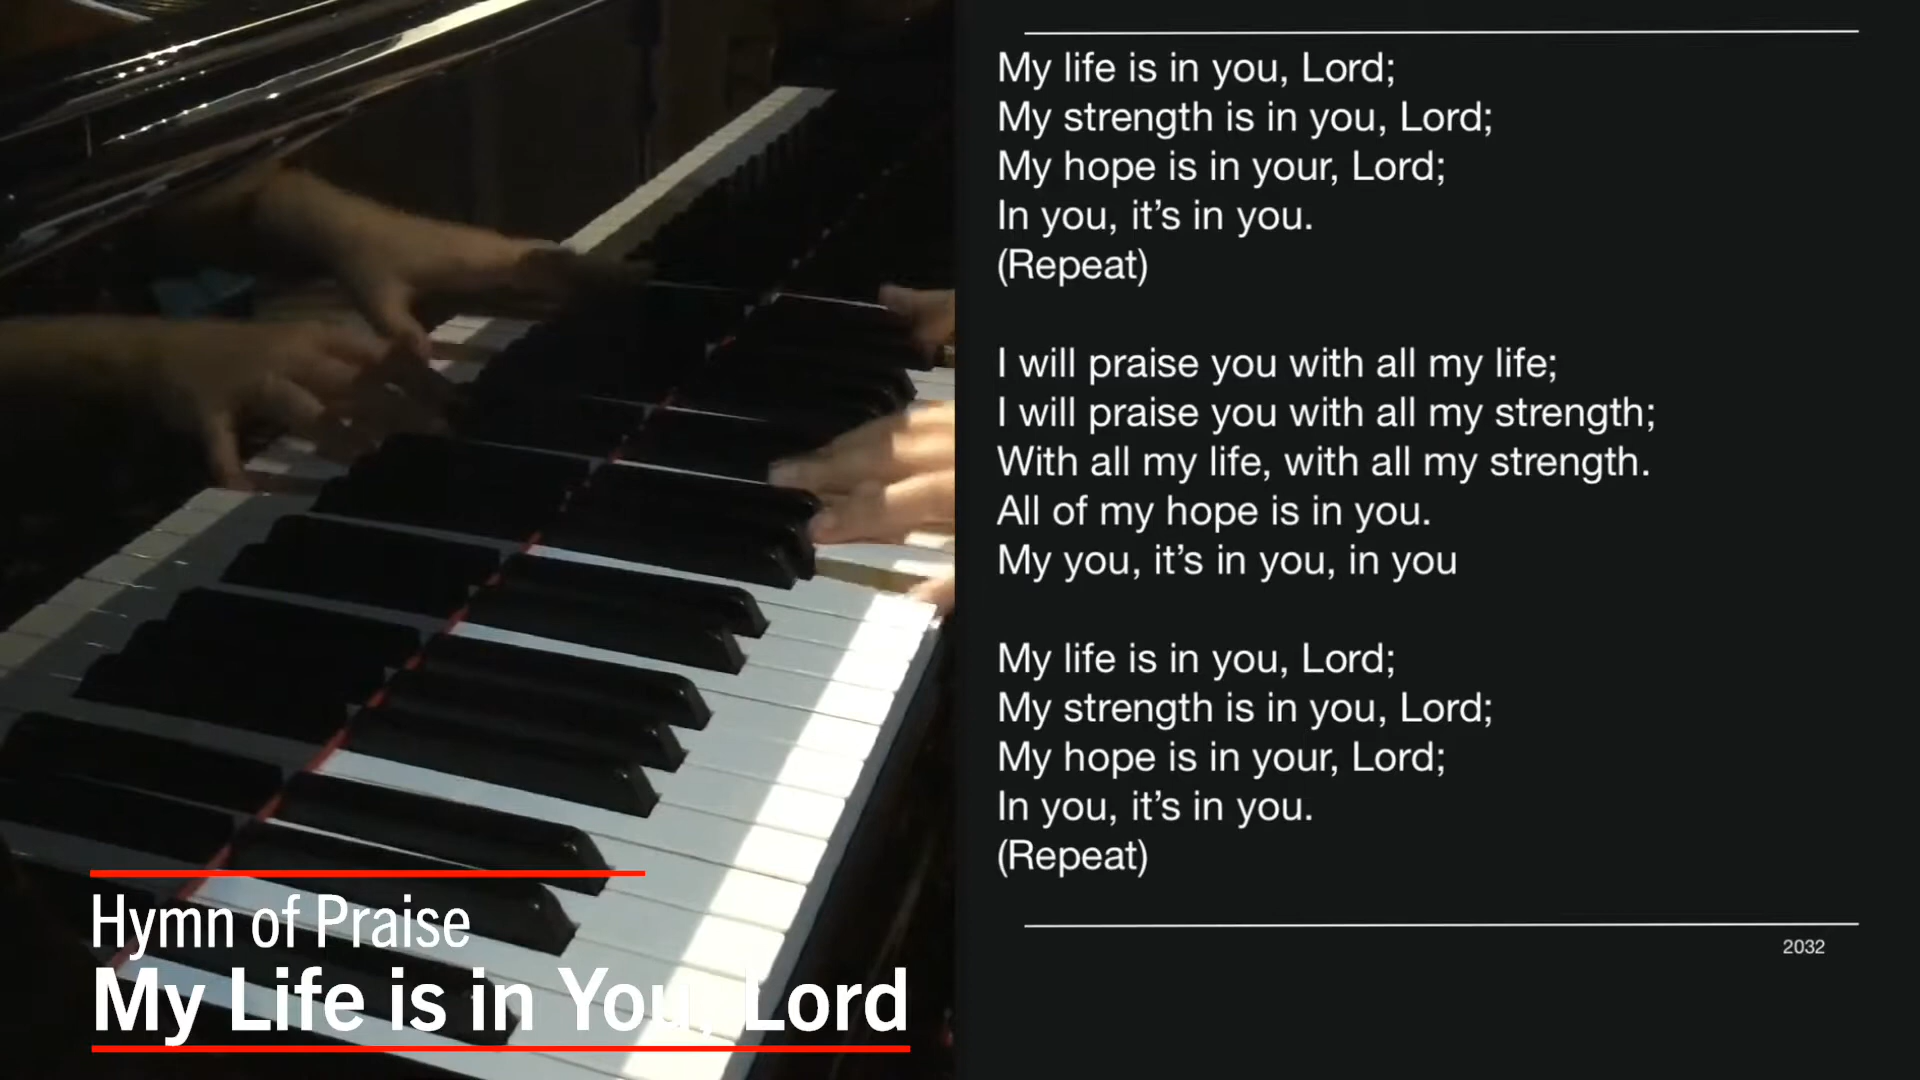 My life is in you, Lord;
My strength is in you, Lord;
My hope is in your, Lord;
In you, it’s in you.
(Repeat)

I will praise you with all my life;
I will praise you with all my strength;
With all my life, with all my strength.
All of my hope is in you.
My you, it’s in you, in you

My life is in you, Lord;
My strength is in you, Lord;
My hope is in your, Lord;
In you, it’s in you.
(Repeat)

2032
Hymn of Praise
My Life is in You, Lord